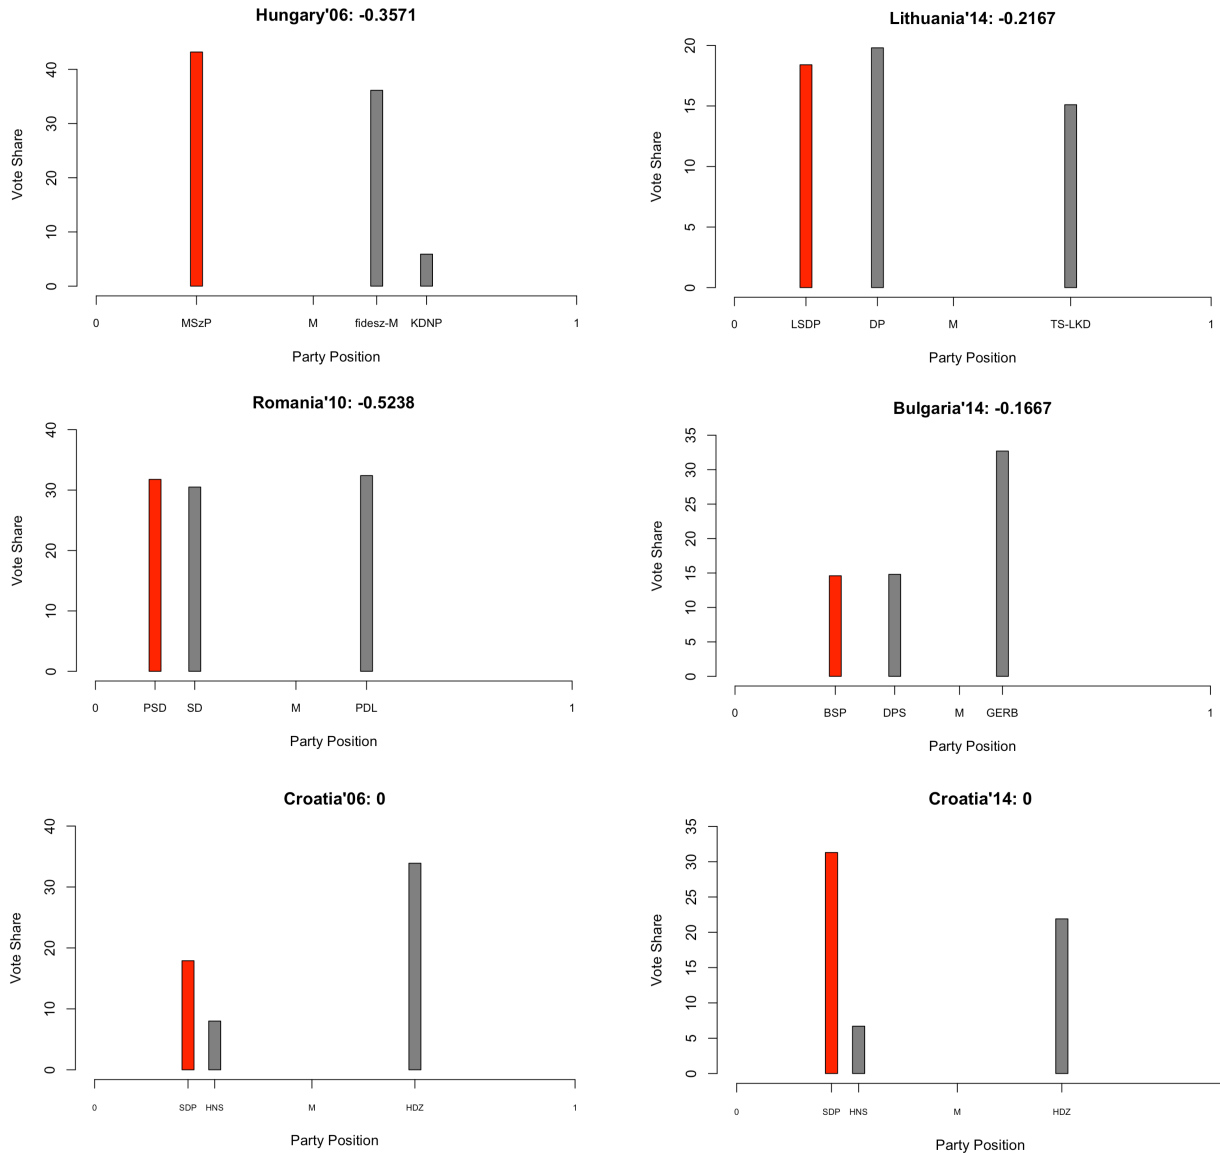 Hungary'06: -0.3571
Vote Share
40
30
20
10
0
0 MSzP M fidesz-M KDNP 1
Party Position
Lithuania'14: -0.2167
Vote Share
20
15
10
5
0
0 LSDP DP M TS-LKD 1
Party Position
Romania'10: -0.5238
Vote Share
40
30
20
10
0
0 PSD SD M PDL 1
Party Position
Bulgaria'14: -0.1667
Vote Share
35
30
25
20
15
10
5
0
0 BSP DPS M GERB 1
Party Position
Croatia'06: 0
Vote Share
40
30
20
10
0
0 SDP HNS M HDZ 1
Party Position
Croatia'14: 0
Vote Share
35
30
25
20
15
10
5
0
0 SDP HNS M HDZ
Party Position